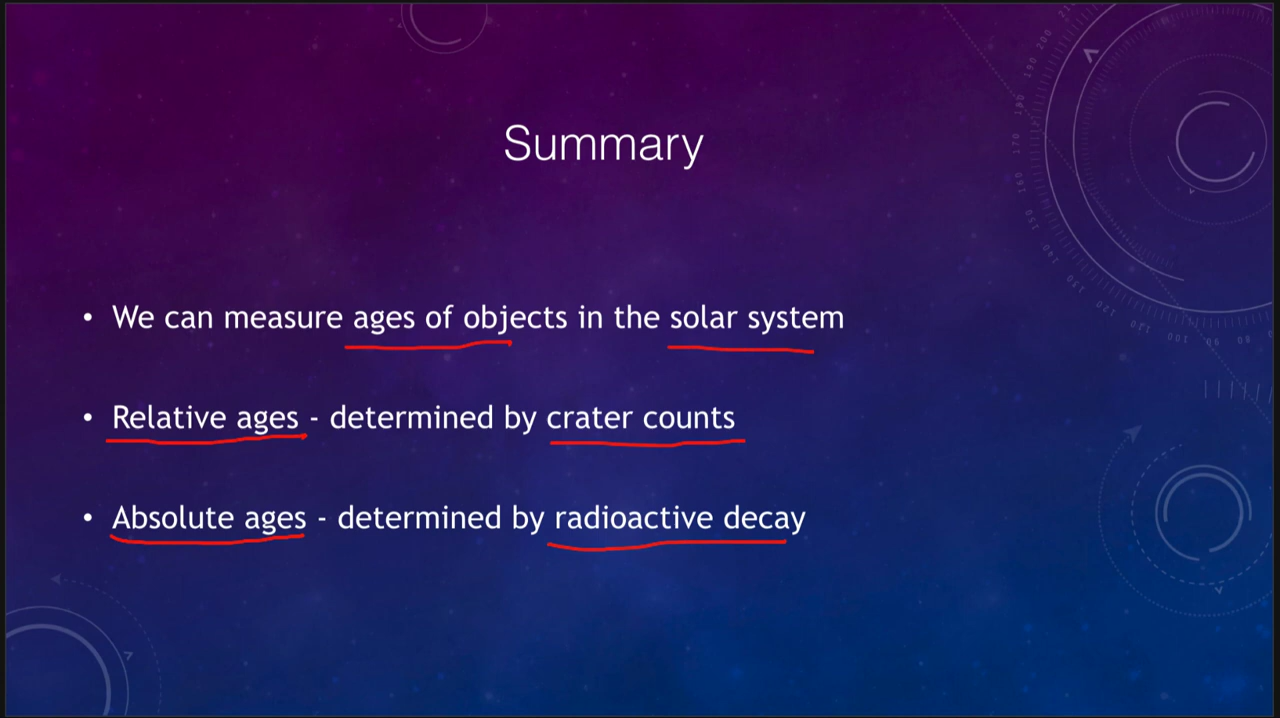 Summary
• We can measure ages of objects in the solar system
• Relative ages - determined by crater counts
• Absolute ages - determined by radioactive decay